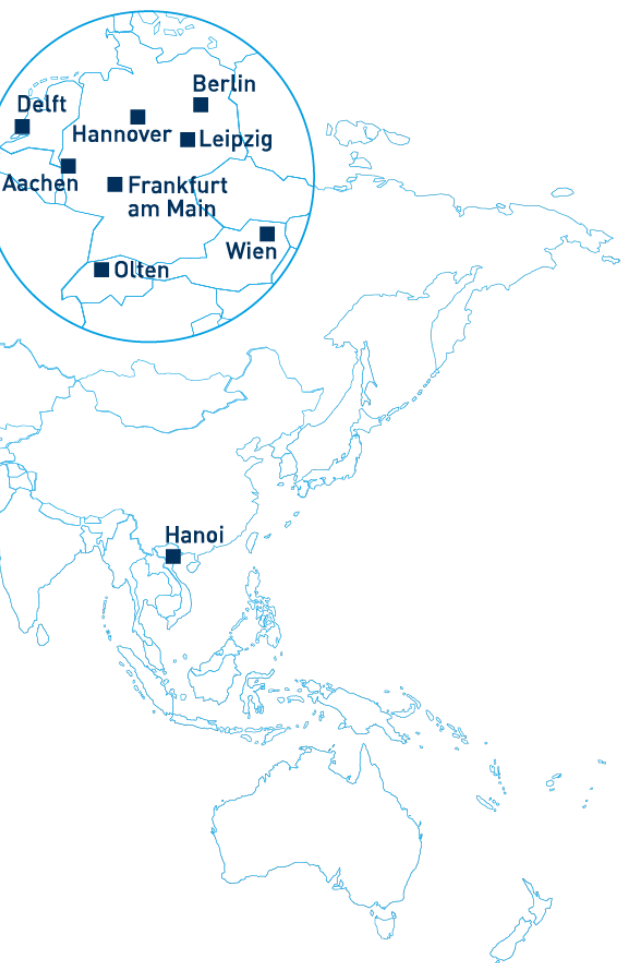 Berlin
Delft
Hannover
Leipzig
Aachen
Frankfurt
am Main
Wien
Olten
Hanoi